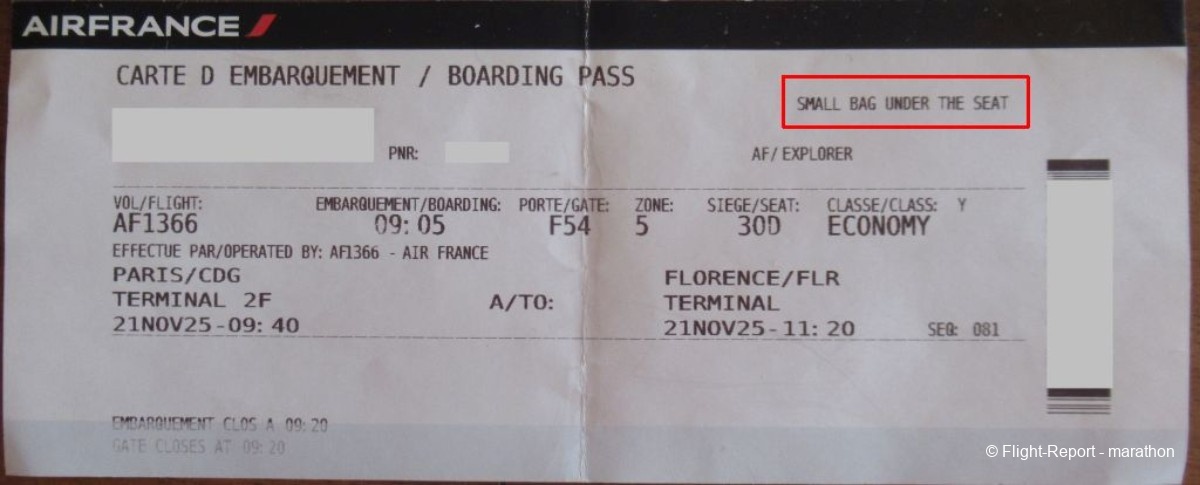 AIRFRANCE
CARTE D EMBARQUEMENT / BOARDING PASS
SMALL BAG UNDER THE SEAT
PNR:
AF/ EXPLORER
VOL/FLIGHT: EMBARQUEMENT/BOARDING: PORTE/GATE: ZONE: SIEGE/SEAT: CLASSE/CLASS: Y
AF1366 09:05 F54 5 30D ECONOMY
EFFECTUE PAR/OPERATED BY: AF1366 - AIR FRANCE
PARIS/CDG FLORENCE/FLR
TERMINAL 2F A/TO: TERMINAL
21NOV25-09:40 21NOV25-11:20 SEQ: 081
EMBARQUEMENT CLOS A 09:20
GATE CLOSES AT 09:20
© Flight-Report - marathon